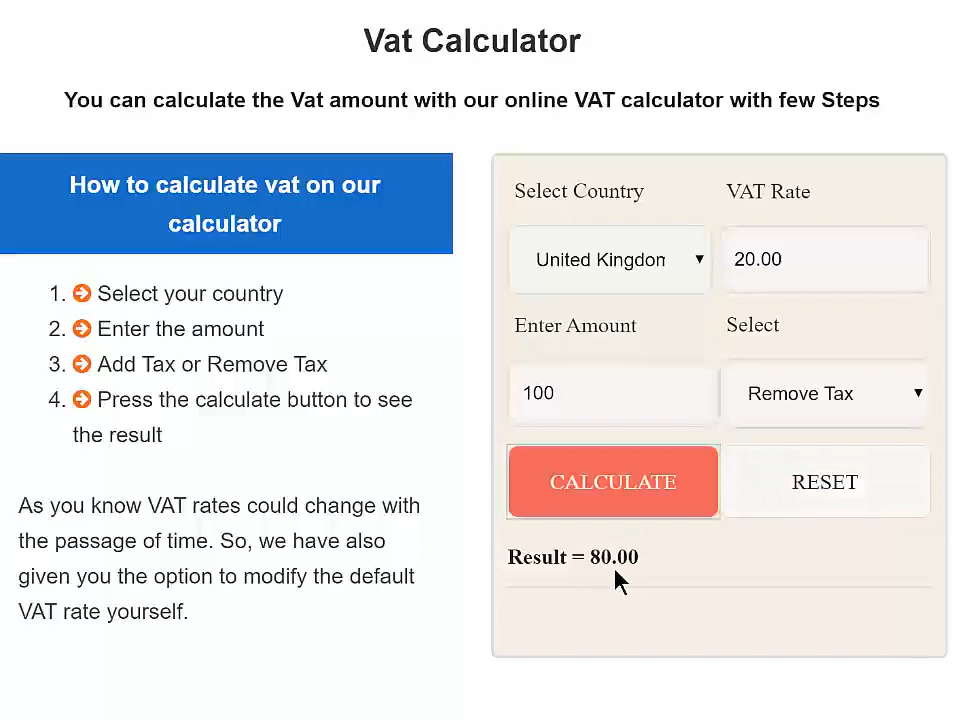 Vat Calculator
You can calculate the Vat amount with our online VAT calculator with few Steps
How to calculate vat on our
calculator
1. Select your country
2. Enter the amount
3. Add Tax or Remove Tax
4. Press the calculate button to see
the result
As you know VAT rates could change with
the passage of time. So, we have also
given you the option to modify the default
VAT rate yourself.
Select Country VAT Rate
United Kingdom 20.00
Enter Amount Select
100 Remove Tax
CALCULATE RESET
Result = 80.00